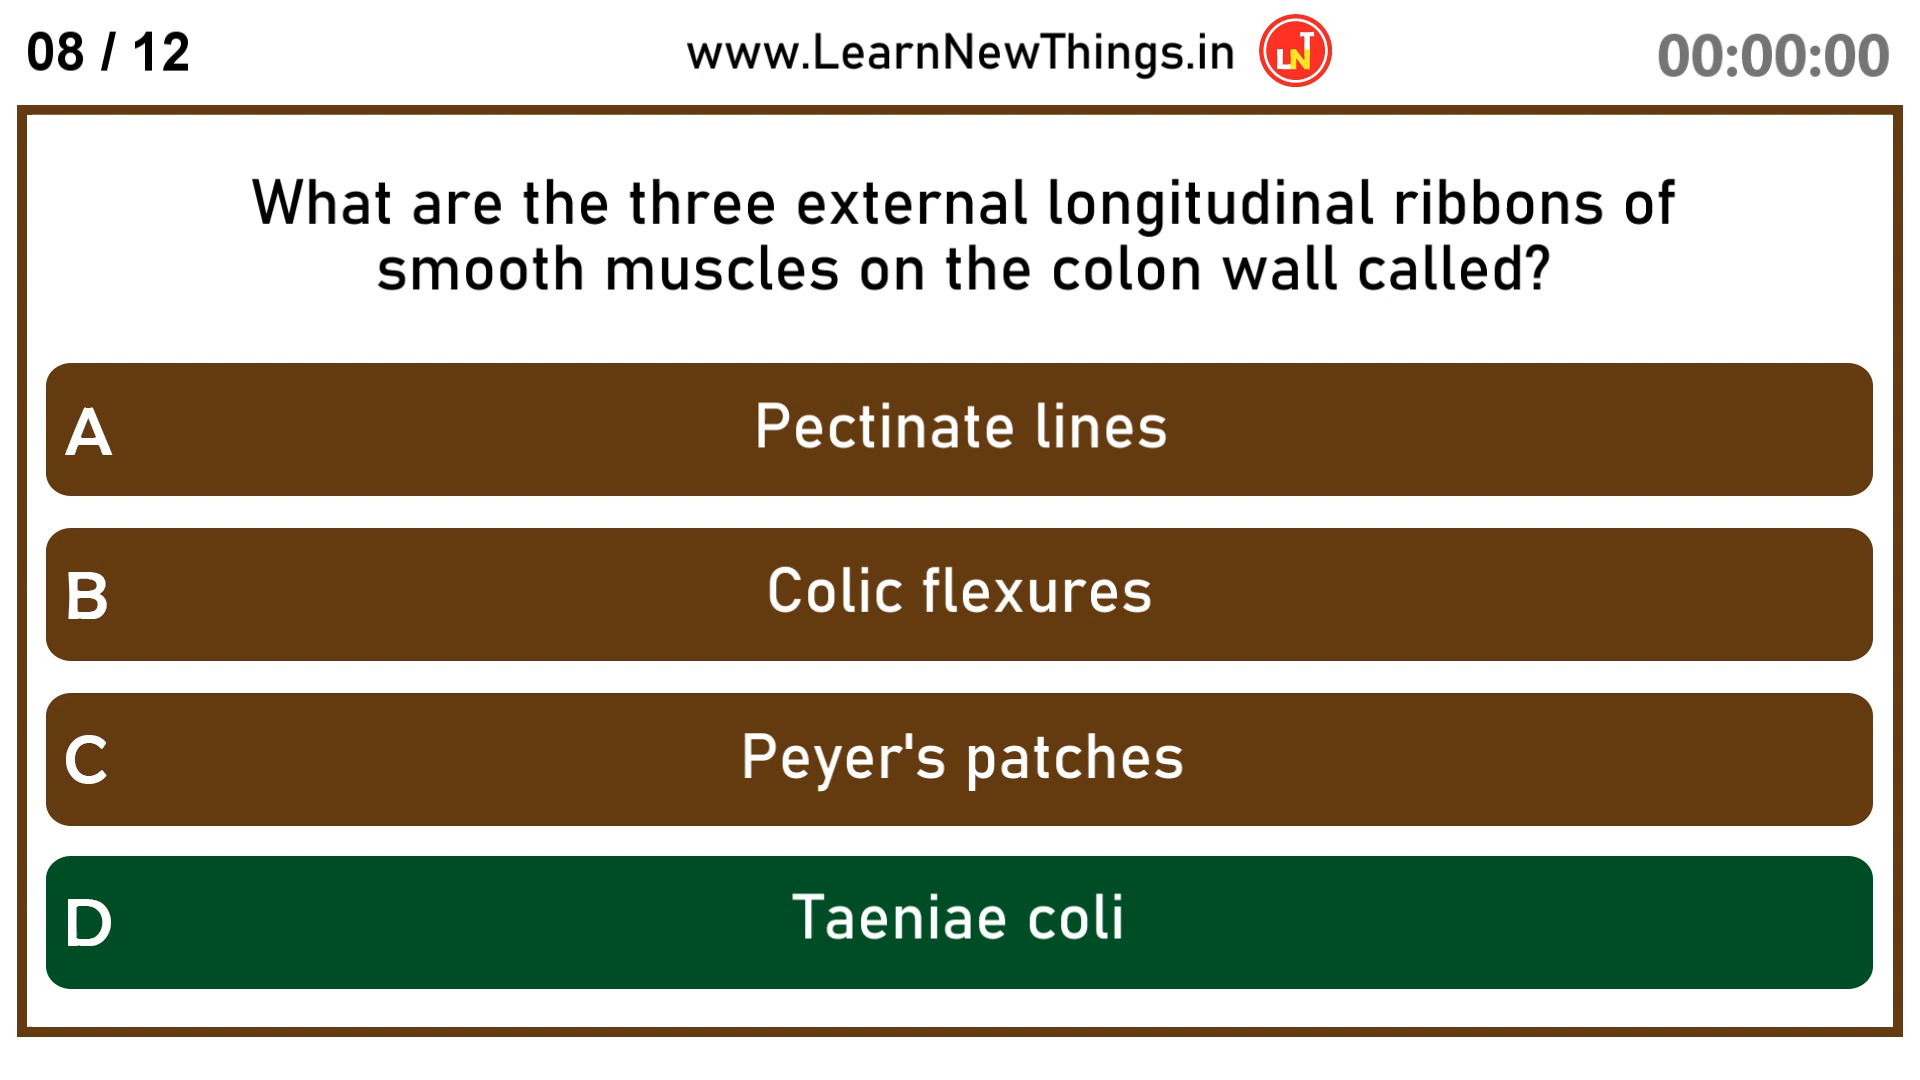 08 / 12
www.LearnNewThings.in
LNT
00:00:00
What are the three external longitudinal ribbons of
smooth muscles on the colon wall called?
A
Pectinate lines
B
Colic flexures
C
Peyer's patches
D
Taeniae coli